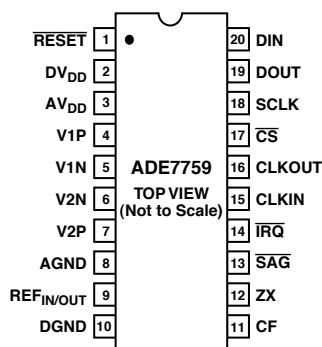 RESET 1
DVDD 2
AVDD 3
V1P 4
V1N 5
V2N 6
V2P 7
AGND 8
REFIN/OUT 9
DGND 10
ADE7759
TOP VIEW
(Not to Scale)
20 DIN
19 DOUT
18 SCLK
17 CS
16 CLKOUT
15 CLKIN
14 IRQ
13 SAG
12 ZX
11 CF